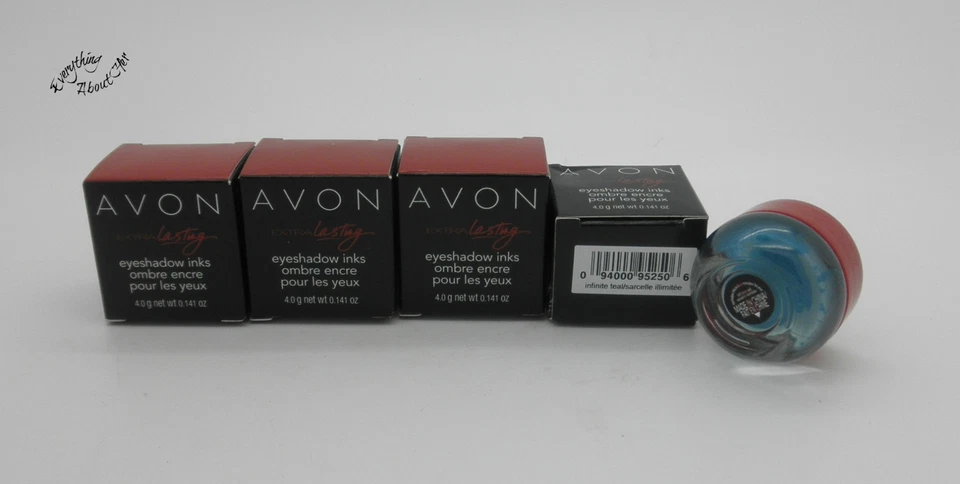 Everything
About Her
AVON
EXTRA lasting
eyeshadow inks
ombre encre
pour les yeux
4.0 g net wt 0.141 oz
AVON
EXTRA lasting
eyeshadow inks
ombre encre
pour les yeux
4.0 g net wt 0.141 oz
AVON
EXTRA lasting
eyeshadow inks
ombre encre
pour les yeux
4.0 g net wt 0.141 oz
AVON
lasting
eyeshadow inks
ombre encre
pour les yeux
4.0 g net wt 0.141 oz
0 94000 95250 6
infinite teal/sarcelle illimitée
MADE IN CHINA